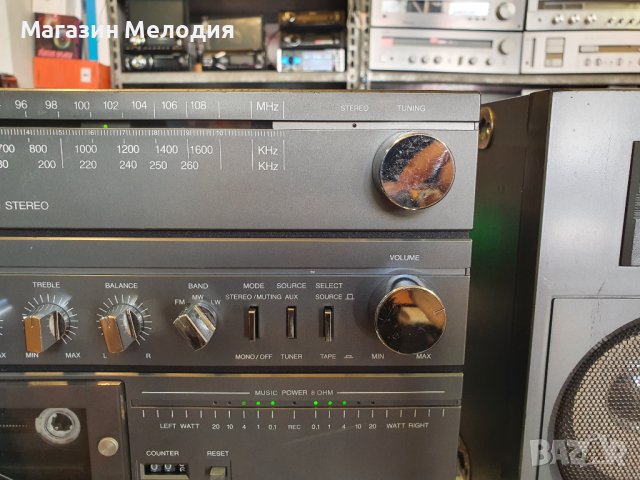 Магазин Мелодия
96 98 100 102 104 106 108 MHz
STEREO TUNING
700 800 1000 1200 1400 1600 KHz
200 220 240 250 260 KHz
STEREO
VOLUME
TREBLE BALANCE BAND MODE SOURCE SELECT
FM MW LW STEREO/MUTING AUX SOURCE
MIN MAX L R MONO/OFF TUNER TAPE MIN MAX
MUSIC POWER 8 OHM
LEFT WATT 20 10 4 1 0.1 REC 0.1 1 4 10 20 WATT RIGHT
COUNTER RESET
BAZAR